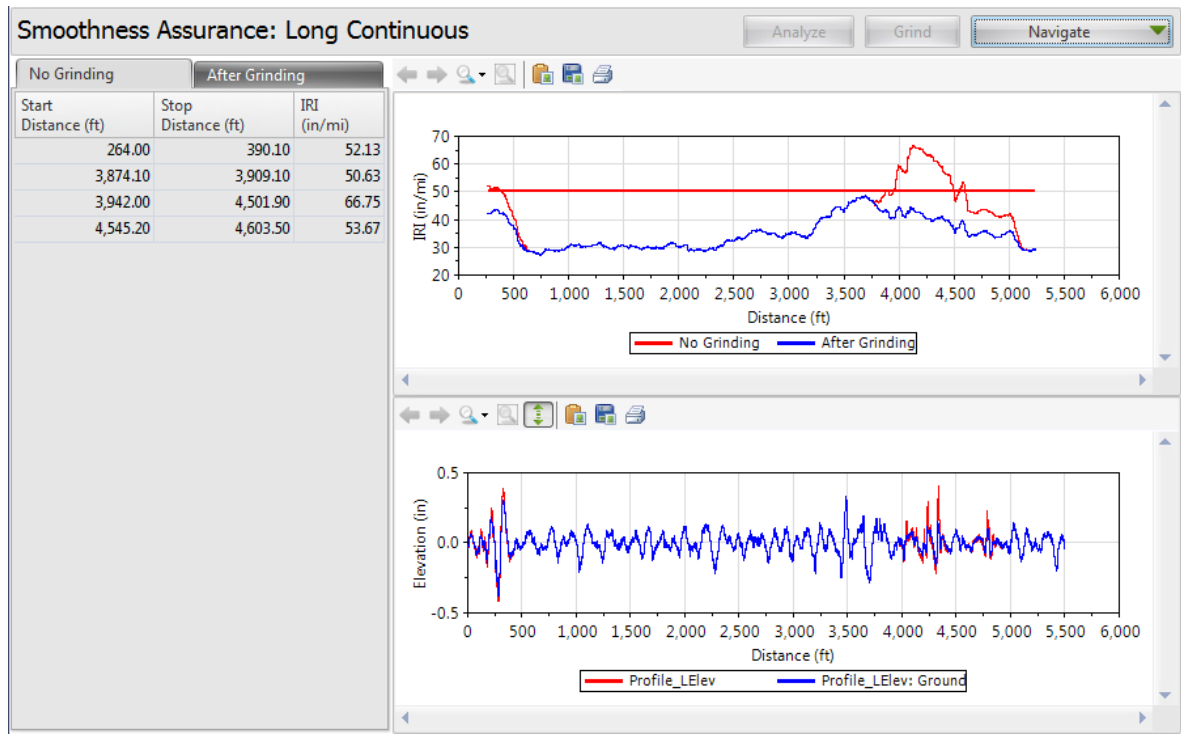 Smoothness Assurance: Long Continuous
Analyze
Grind
Navigate
No Grinding
After Grinding
Start Stop IRI
Distance (ft) Distance (ft) (in/mi)
264.00 390.10 52.13
3,874.10 3,909.10 50.63
3,942.00 4,501.90 66.75
4,545.20 4,603.50 53.67
70
60
50
40
30
20
IRI (in/mi)
0 500 1,000 1,500 2,000 2,500 3,000 3,500 4,000 4,500 5,000 5,500 6,000
Distance (ft)
No Grinding After Grinding
0.5
0.0
-0.5
Elevation (in)
0 500 1,000 1,500 2,000 2,500 3,000 3,500 4,000 4,500 5,000 5,500 6,000
Distance (ft)
Profile_LElev Profile_LElev: Ground